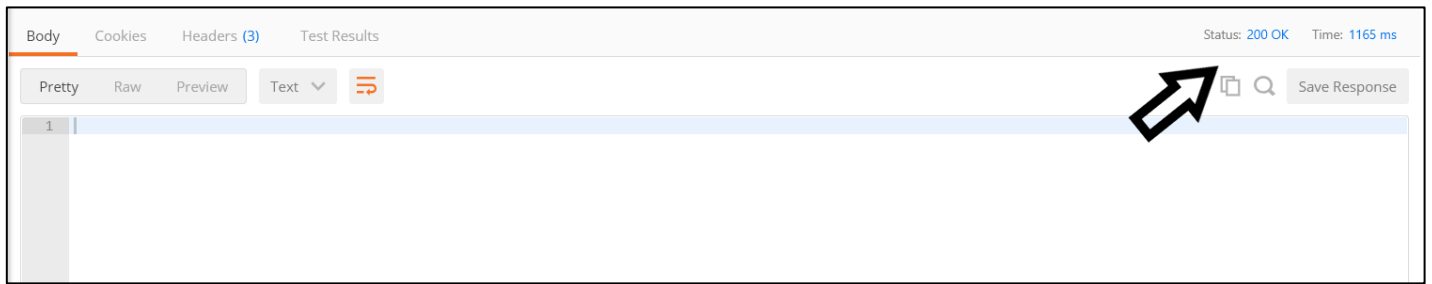 Body Cookies Headers (3) Test Results Status: 200 OK Time: 1165 ms
Pretty Raw Preview Text Save Response
1